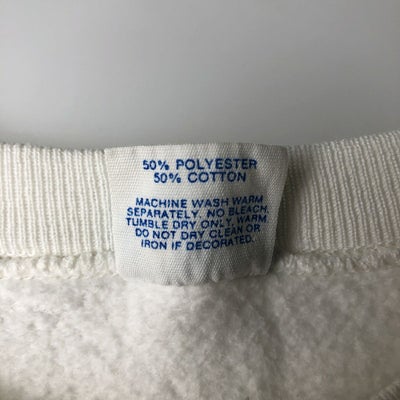 50% POLYESTER
50% COTTON
MACHINE WASH WARM
SEPARATELY. NO BLEACH.
TUMBLE DRY ONLY, WARM.
DO NOT DRY CLEAN OR
IRON IF DECORATED.